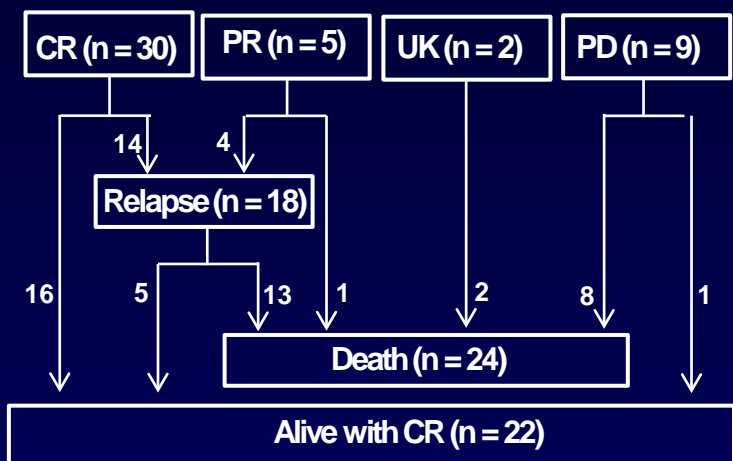 CR (n = 30)
PR (n = 5)
UK (n = 2)
PD (n = 9)
14
4
Relapse (n = 18)
16
5
13
1
2
8
1
Death (n = 24)
Alive with CR (n = 22)